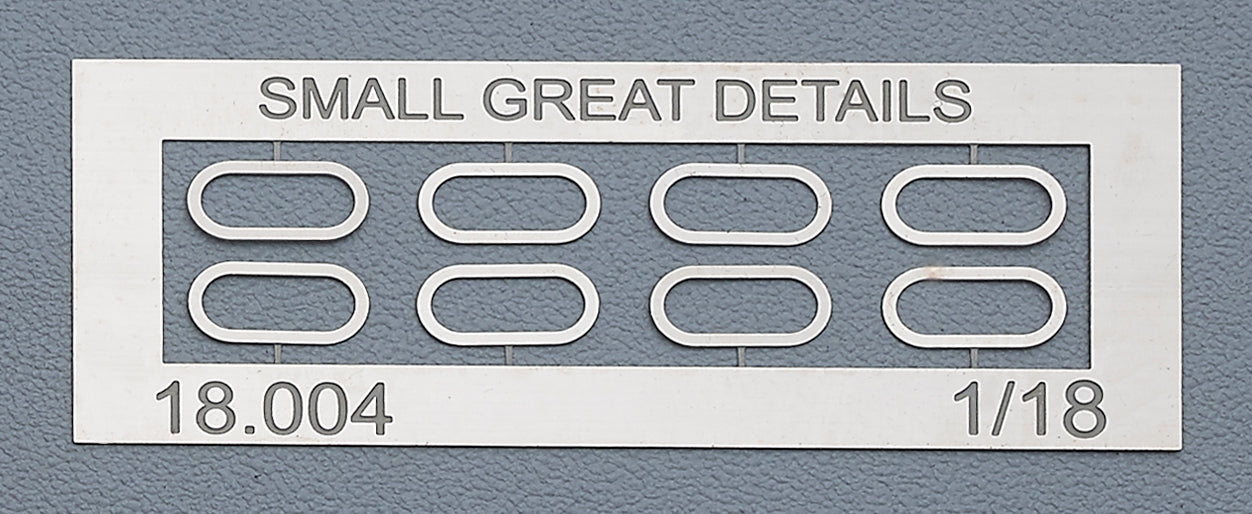 SMALL GREAT DETAILS
18.004
1/18